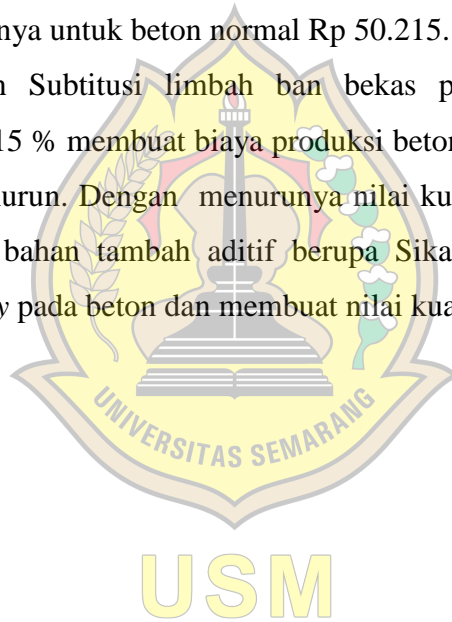 nya untuk beton normal Rp 50.215.
Subtitusi limbah ban bekas p
15 % membuat biaya produksi beton
urun. Dengan menurunya nilai ku
bahan tambah aditif berupa Sika
y pada beton dan membuat nilai kua
UNIVERSITAS SEMARANG
USM